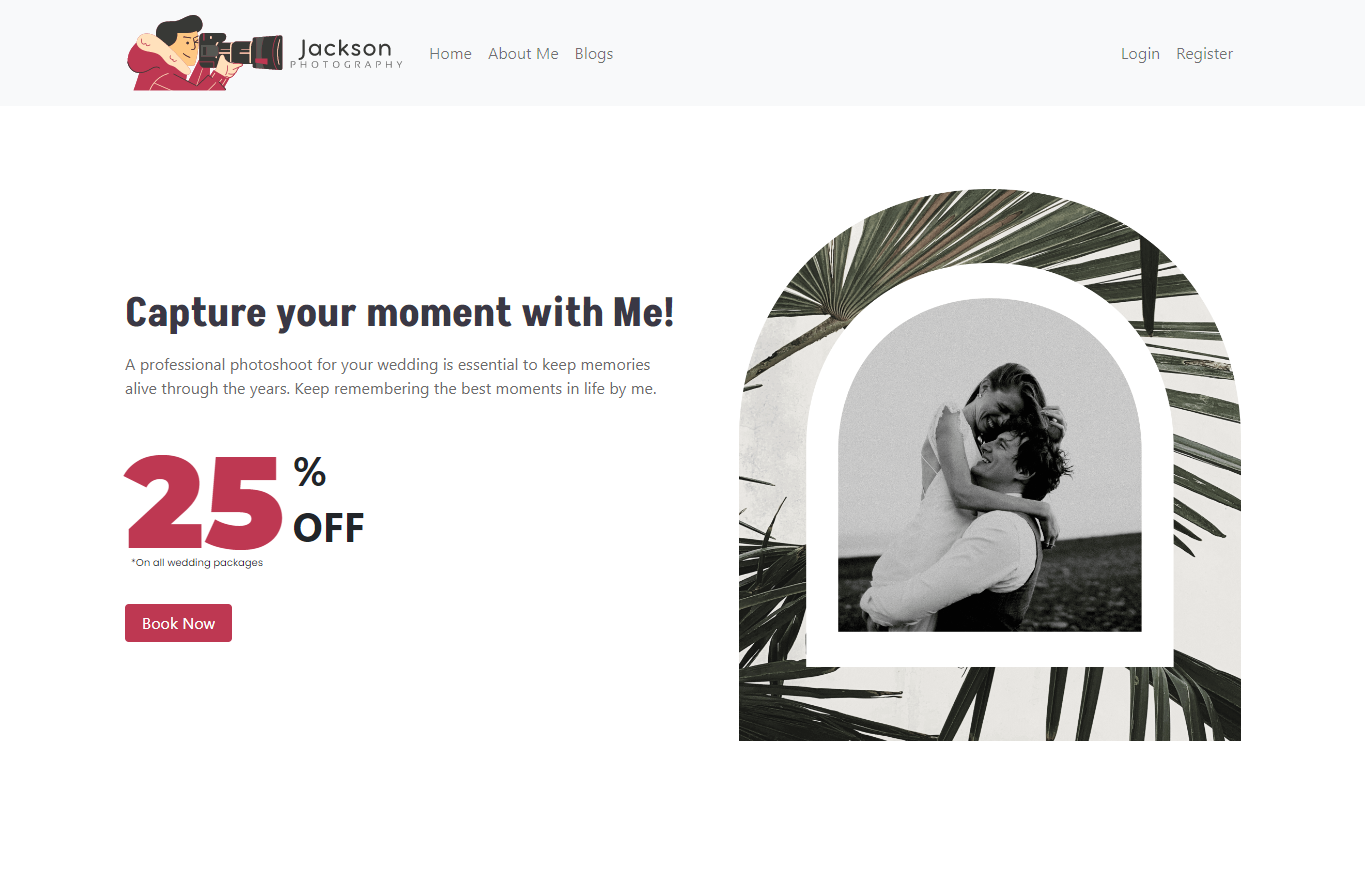 Jackson
PHOTOGRAPHY
Home About Me Blogs
Login Register
Capture your moment with Me!
A professional photoshoot for your wedding is essential to keep memories
alive through the years. Keep remembering the best moments in life by me.
25 %
OFF
*On all wedding packages
Book Now